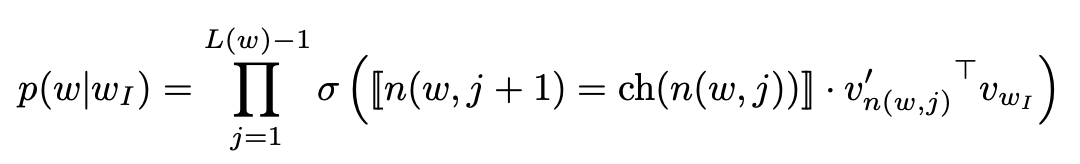 p(w|w_I) = \prod_{j=1}^{L(w)-1} \sigma \left( [\![ n(w, j+1) = \mathrm{ch}(n(w, j)) ]\!] \cdot {v'_{n(w,j)}}^{\top} v_{w_I} \right)